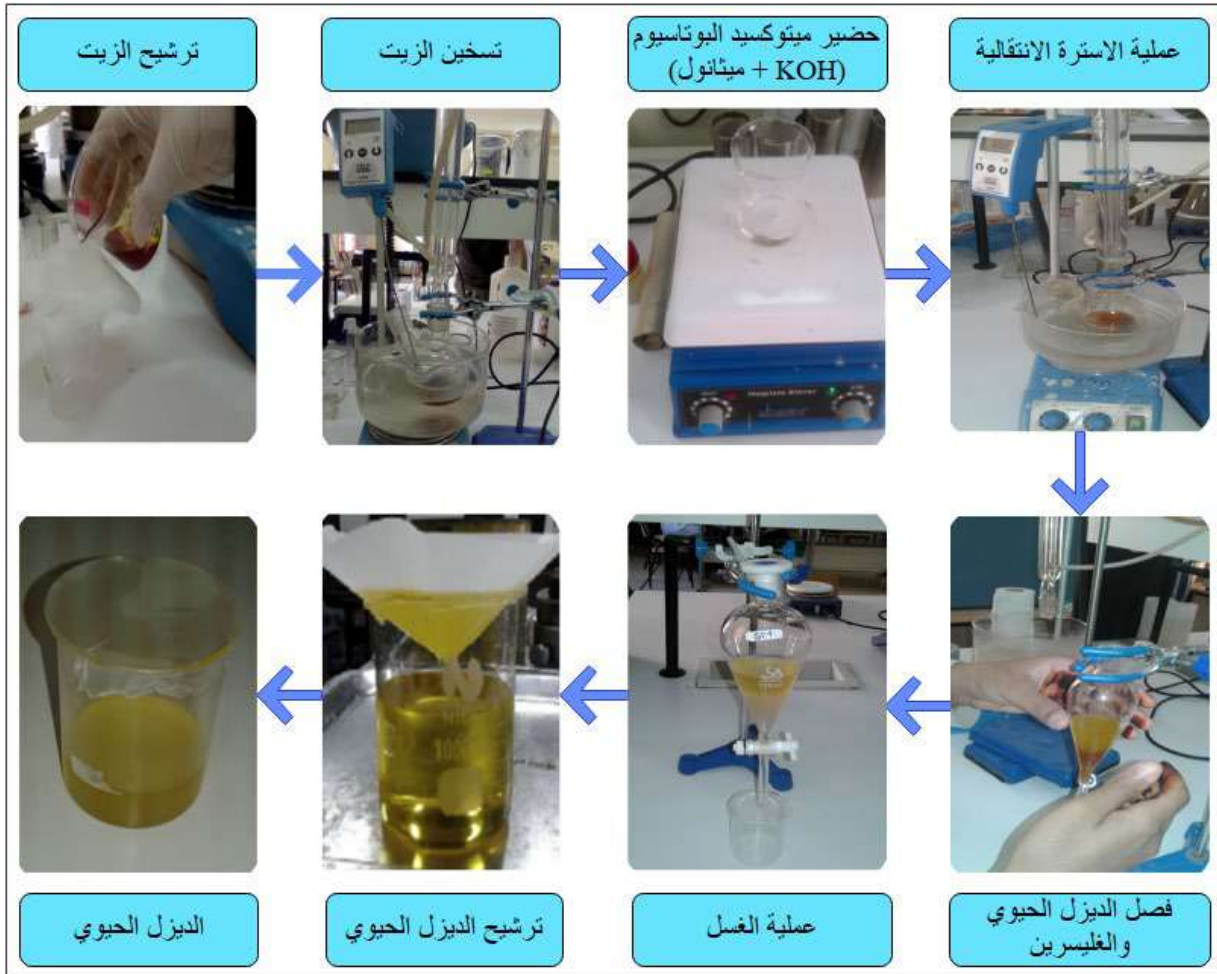 ترشيح الزيت
تسخين الزيت
حضير ميتوكسيد البوتاسيوم
(KOH + ميثانول)
عملية الاسترة الانتقالية
فصل الديزل الحيوي
والغليسرين
عملية الغسل
ترشيح الديزل الحيوي
الديزل الحيوي